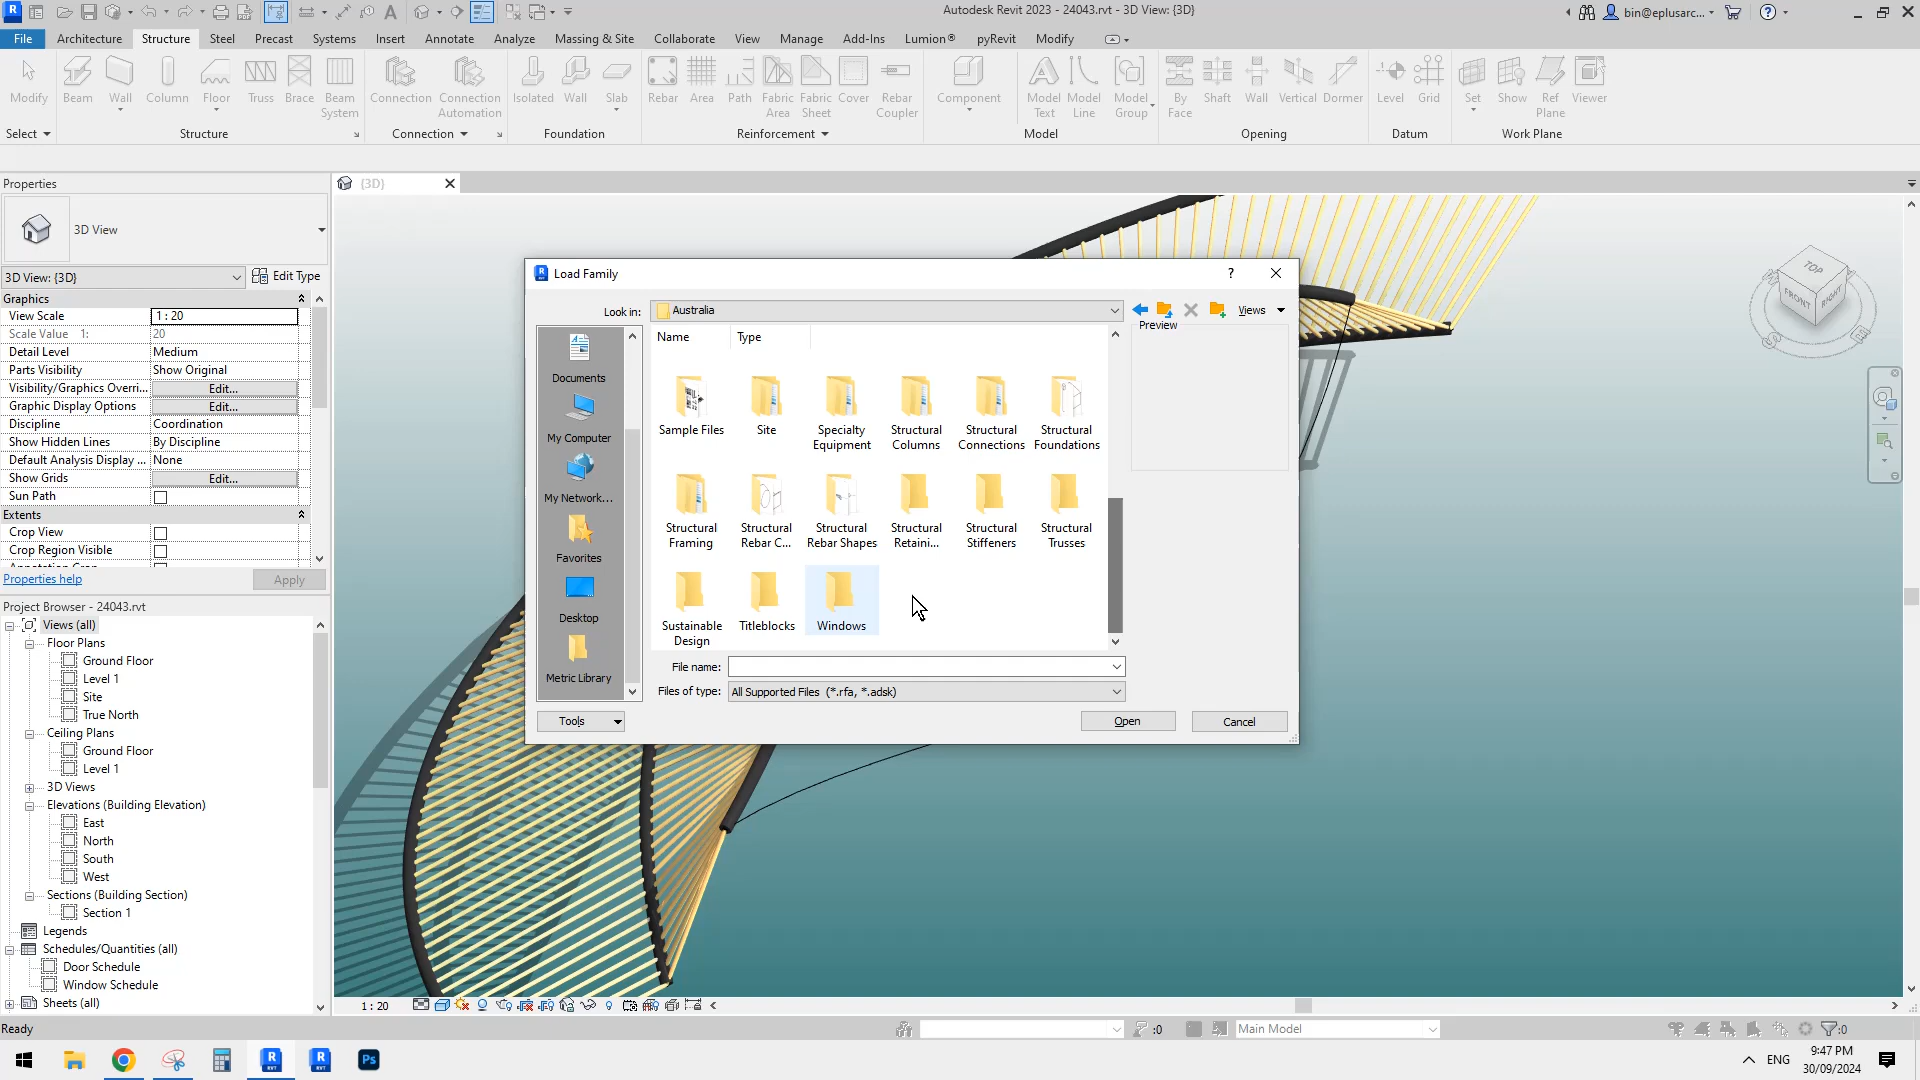 Autodesk Revit 2023 - 24043.rvt - 3D View: {3D}
bin@eplusarc...
File Architecture Structure Steel Precast Systems Insert Annotate Analyze Massing & Site Collaborate View Manage Add-Ins Lumion® pyRevit Modify
Modify Beam Wall Column Floor Truss Brace Beam System Connection Connection Automation Isolated Wall Slab Rebar Area Path Fabric Area Fabric Sheet Cover Rebar Coupler Component Model Text Model Line Model Group By Face Shaft Wall Vertical Dormer Level Grid Set Show Ref Plane Viewer
Select Structure Connection Foundation Reinforcement Model Opening Datum Work Plane
Properties
{3D}
3D View
3D View: {3D} Edit Type
Graphics
View Scale 1 : 20
Scale Value 1: 20
Detail Level Medium
Parts Visibility Show Original
Visibility/Graphics Overri... Edit...
Graphic Display Options Edit...
Discipline Coordination
Show Hidden Lines By Discipline
Default Analysis Display ... None
Show Grids Edit...
Sun Path
Extents
Crop View
Crop Region Visible
Properties help Apply
Project Browser - 24043.rvt
Views (all)
Floor Plans
Ground Floor
Level 1
Site
True North
Ceiling Plans
Ground Floor
Level 1
3D Views
Elevations (Building Elevation)
East
North
South
West
Sections (Building Section)
Section 1
Legends
Schedules/Quantities (all)
Door Schedule
Window Schedule
Sheets (all)
Load Family
Look in: Australia Views
Documents
My Computer
My Network...
Favorites
Desktop
Metric Library
Name Type
Preview
Sample Files Site Specialty Equipment Structural Columns Structural Connections Structural Foundations
Structural Framing Structural Rebar C... Structural Rebar Shapes Structural Retaini... Structural Stiffeners Structural Trusses
Sustainable Design Titleblocks Windows
File name:
Files of type: All Supported Files (*.rfa, *.adsk)
Tools Open Cancel
TOP
FRONT
RIGHT
S
E
1 : 20
Ready
:0
Main Model
:0
ENG
9:47 PM
30/09/2024
R RVT
R RVT
Ps